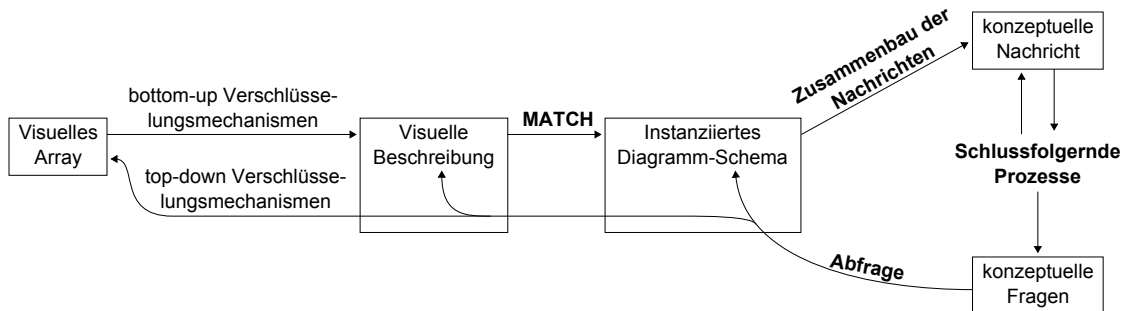 bottom-up Verschlüsse-
lungsmechanismen
Visuelles
Array
top-down Verschlüsse-
lungsmechanismen
Visuelle
Beschreibung
MATCH
Instanziiertes
Diagramm-Schema
Zusammenbau der
Nachrichten
konzeptuelle
Nachricht
Schlussfolgernde
Prozesse
Abfrage
konzeptuelle
Fragen